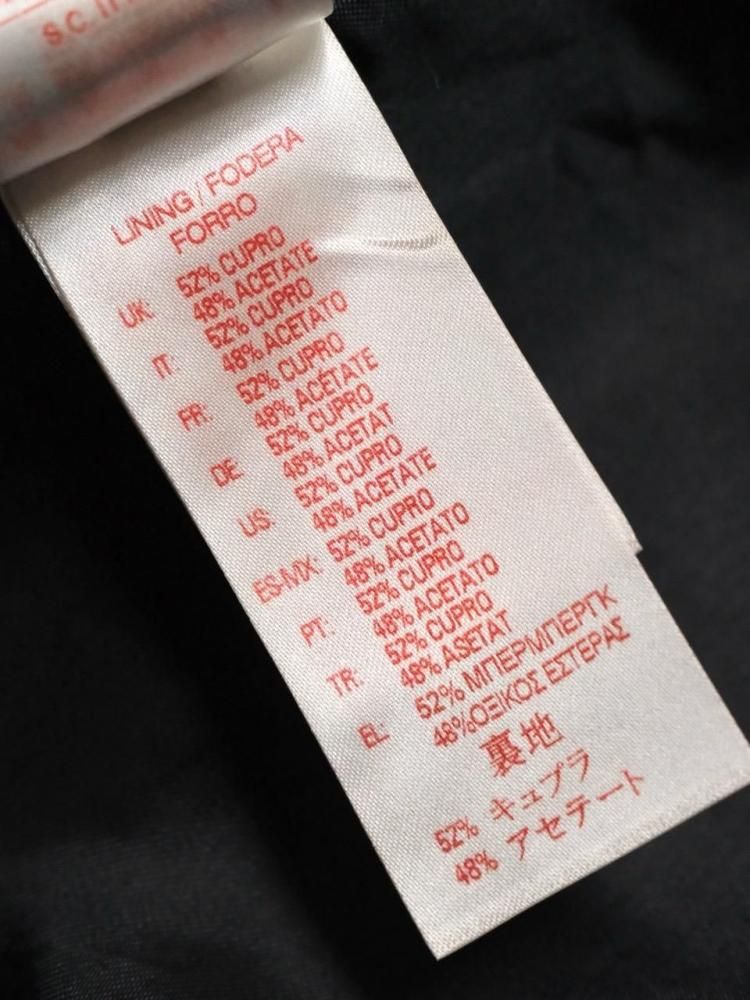 S.C.
LINING / FODERA
FORRO
UK: 52% CUPRO
48% ACETATE
IT: 52% CUPRO
48% ACETATO
FR: 52% CUPRO
48% ACÉTATE
DE: 52% CUPRO
48% ACETAT
US: 52% CUPRO
48% ACETATE
ES-MX: 52% CUPRO
48% ACETATO
PT: 52% CUPRO
48% ACETATO
TR: 52% CUPRO
48% ASETAT
EL: 52% ΜΠΕΡΜΠΕΡΓΚ
48%ΟΞΙΚΟΣ ΕΣΤΕΡΑΣ
裏地
52% キュプラ
48% アセテート